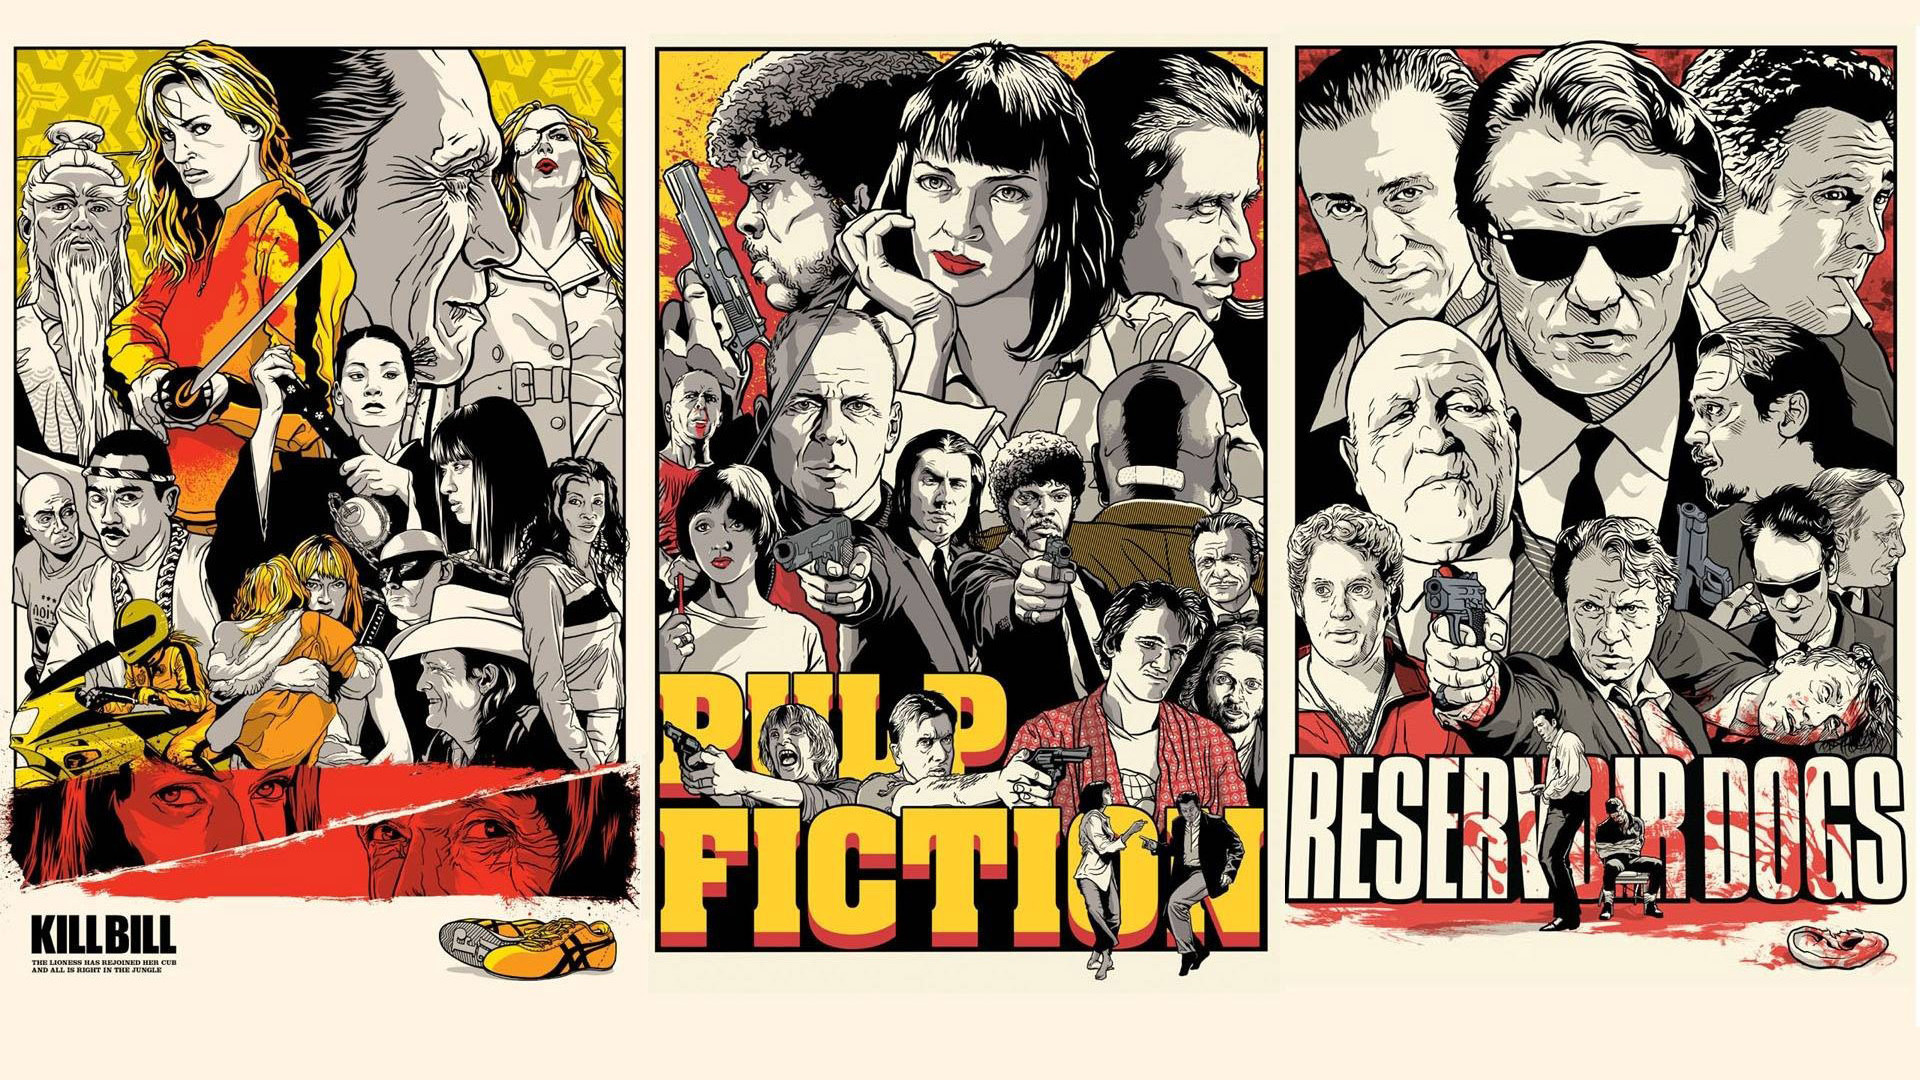 KILL BILL
THE LIONESS HAS REJOINED HER CUB
AND ALL IS RIGHT IN THE JUNGLE
PULP
FICTION
RESERVOIR DOGS